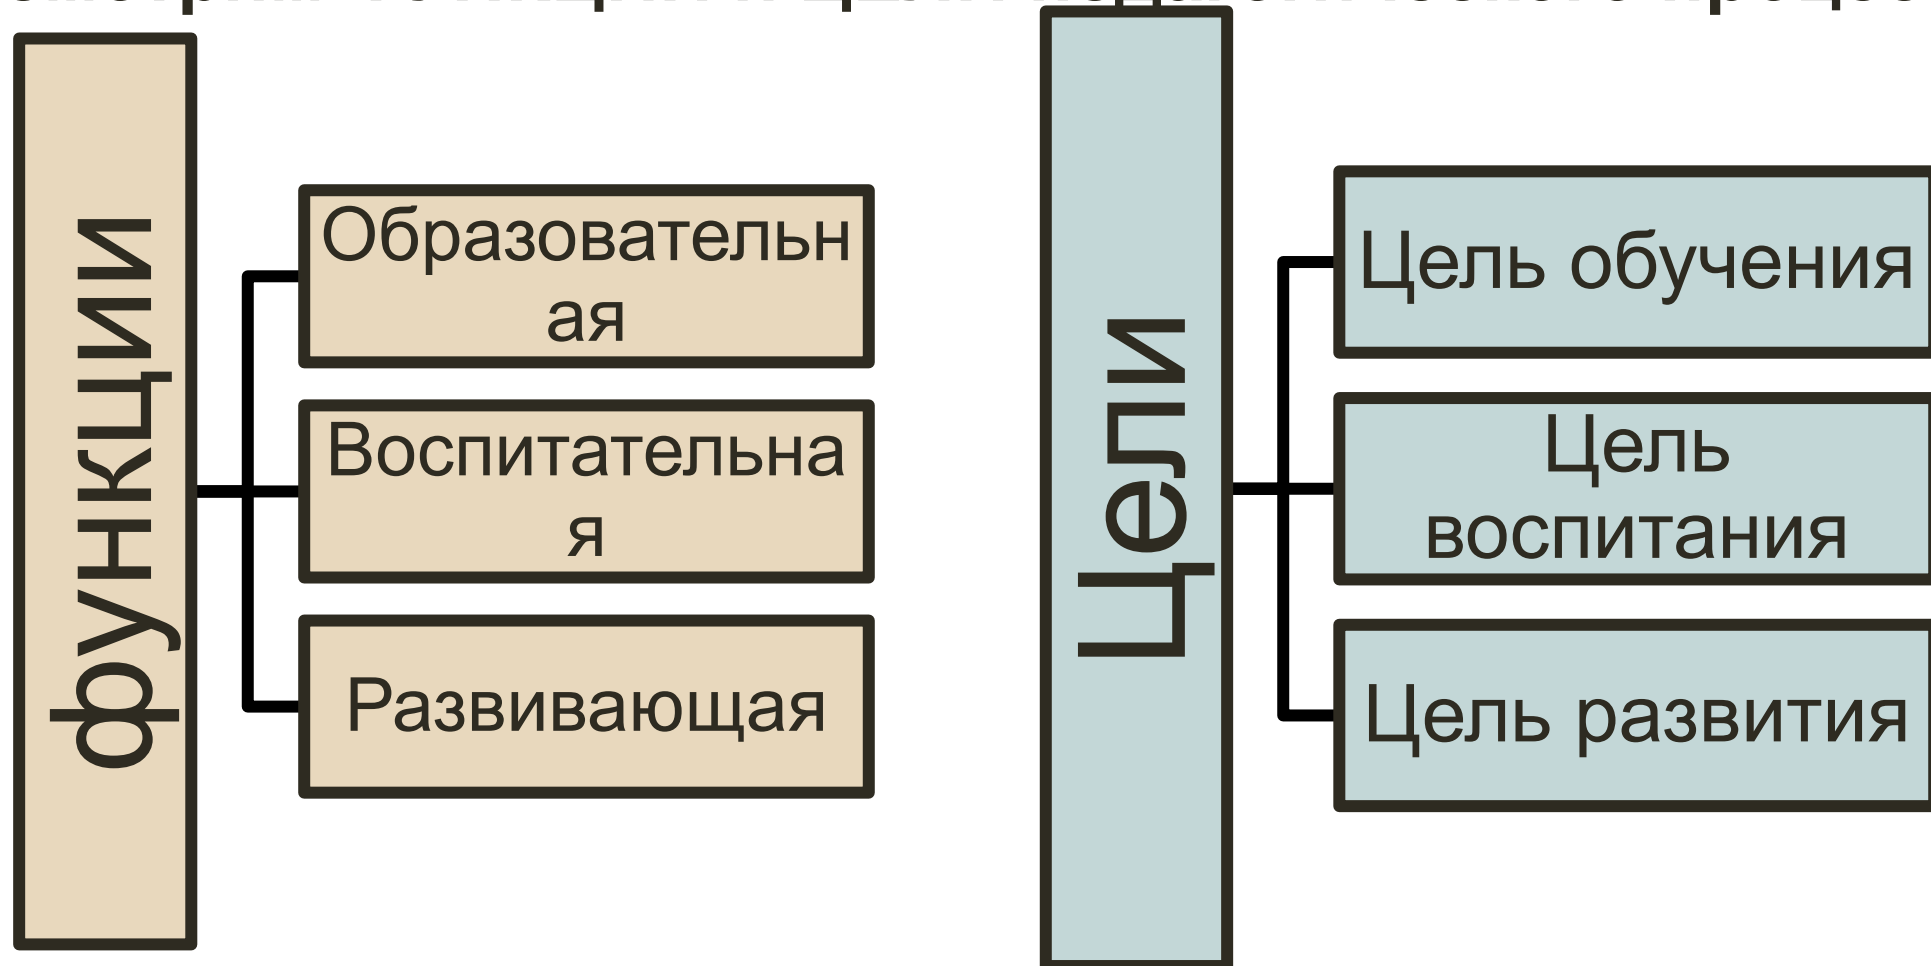 функции
Образовательн
ая
Воспитательна
я
Развивающая
Цели
Цель обучения
Цель
воспитания
Цель развития